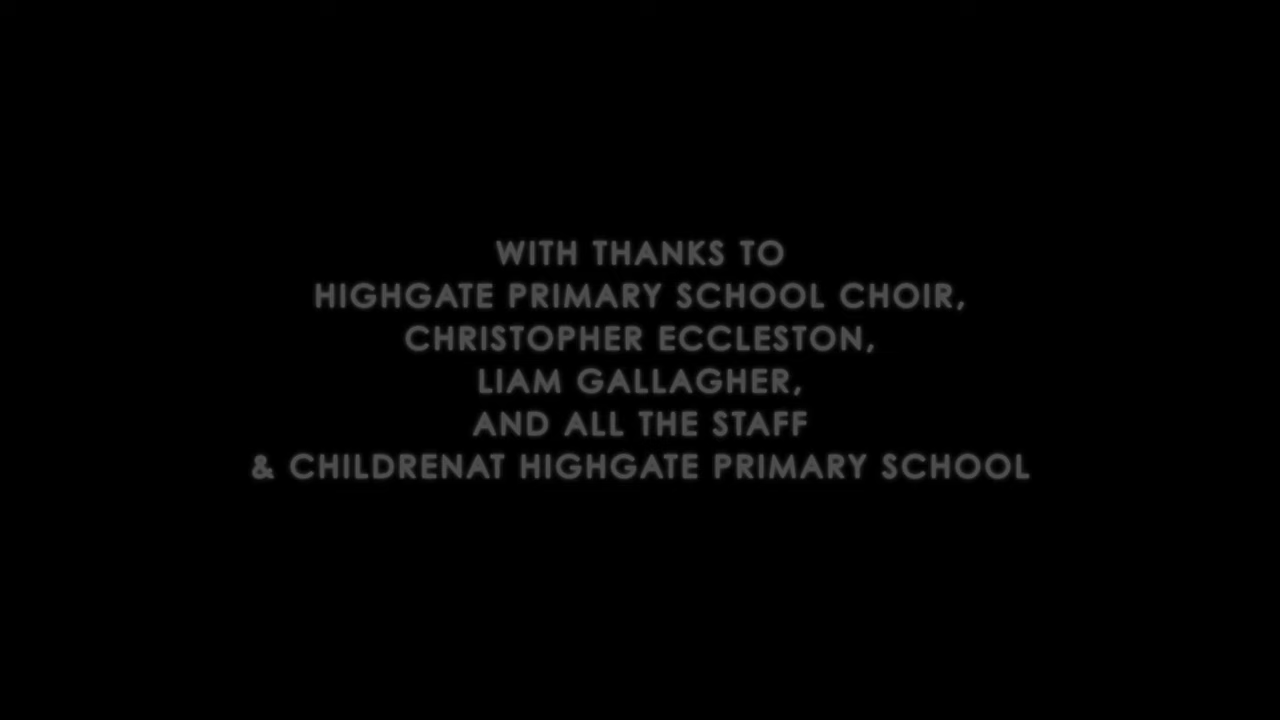 WITH THANKS TO
HIGHGATE PRIMARY SCHOOL CHOIR,
CHRISTOPHER ECCLESTON,
LIAM GALLAGHER,
AND ALL THE STAFF
& CHILDRENAT HIGHGATE PRIMARY SCHOOL